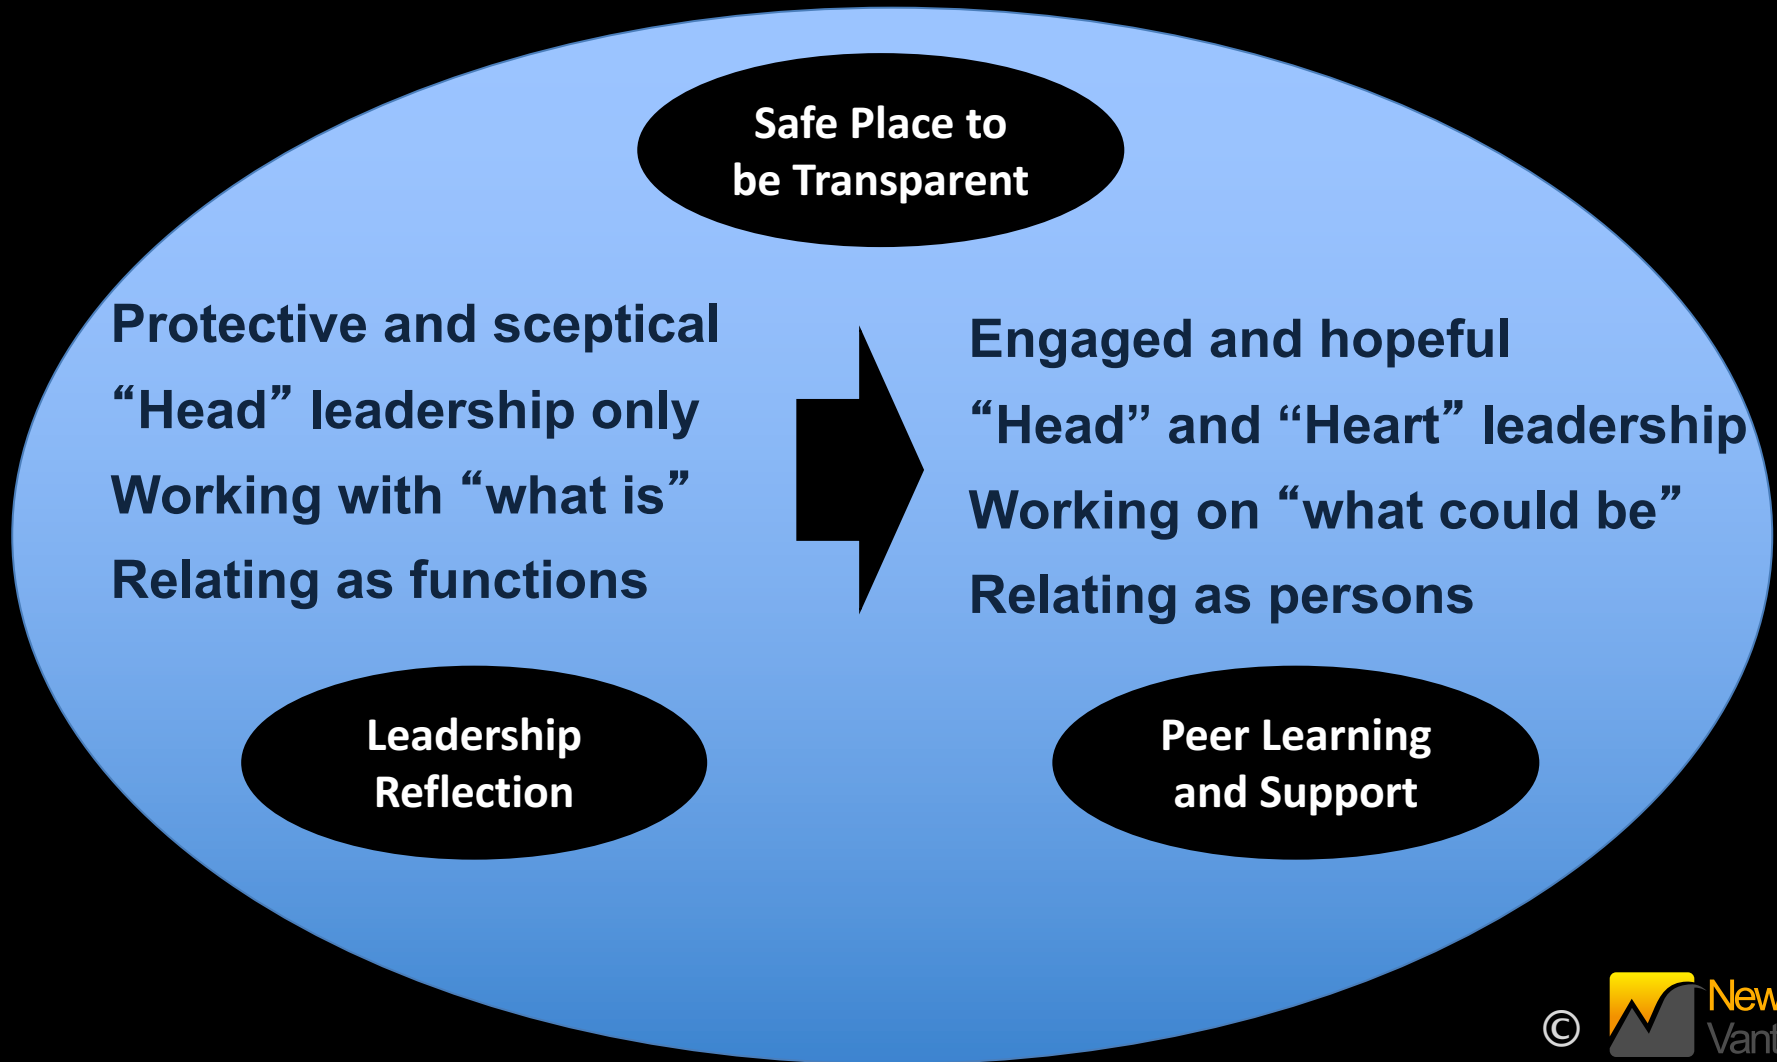 Safe Place to
be Transparent
Protective and sceptical
“Head” leadership only
Working with “what is”
Relating as functions
Engaged and hopeful
“Head” and “Heart” leadership
Working on “what could be”
Relating as persons
Leadership
Reflection
Peer Learning
and Support
©
New